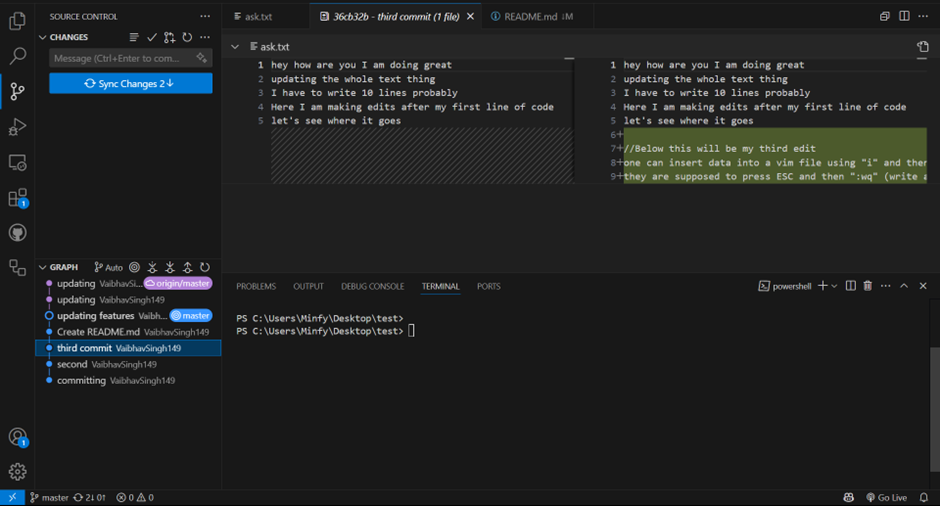 SOURCE CONTROL
CHANGES
Message (Ctrl+Enter to com...
Sync Changes 2↓
GRAPH
Auto
updating VaibhavSi... origin/master
updating VaibhavSingh149
updating features Vaibh... master
Create README.md VaibhavSingh149
third commit VaibhavSingh149
second VaibhavSingh149
committing VaibhavSingh149
ask.txt
36cb32b - third commit (1 file)
README.md ↓M
ask.txt
1 hey how are you I am doing great
2 updating the whole text thing
3 I have to write 10 lines probably
4 Here I am making edits after my first line of code
5 let's see where it goes
1 hey how are you I am doing great
2 updating the whole text thing
3 I have to write 10 lines probably
4 Here I am making edits after my first line of code
5 let's see where it goes
6+
7+//Below this will be my third edit
8+one can insert data into a vim file using "i" and then
9+they are supposed to press ESC and then ":wq" (write a
PROBLEMS
OUTPUT
DEBUG CONSOLE
TERMINAL
PORTS
powershell
PS C:\Users\Minfy\Desktop\test>
PS C:\Users\Minfy\Desktop\test>
1
1
master 2↓ 0↑ 0 0
Go Live